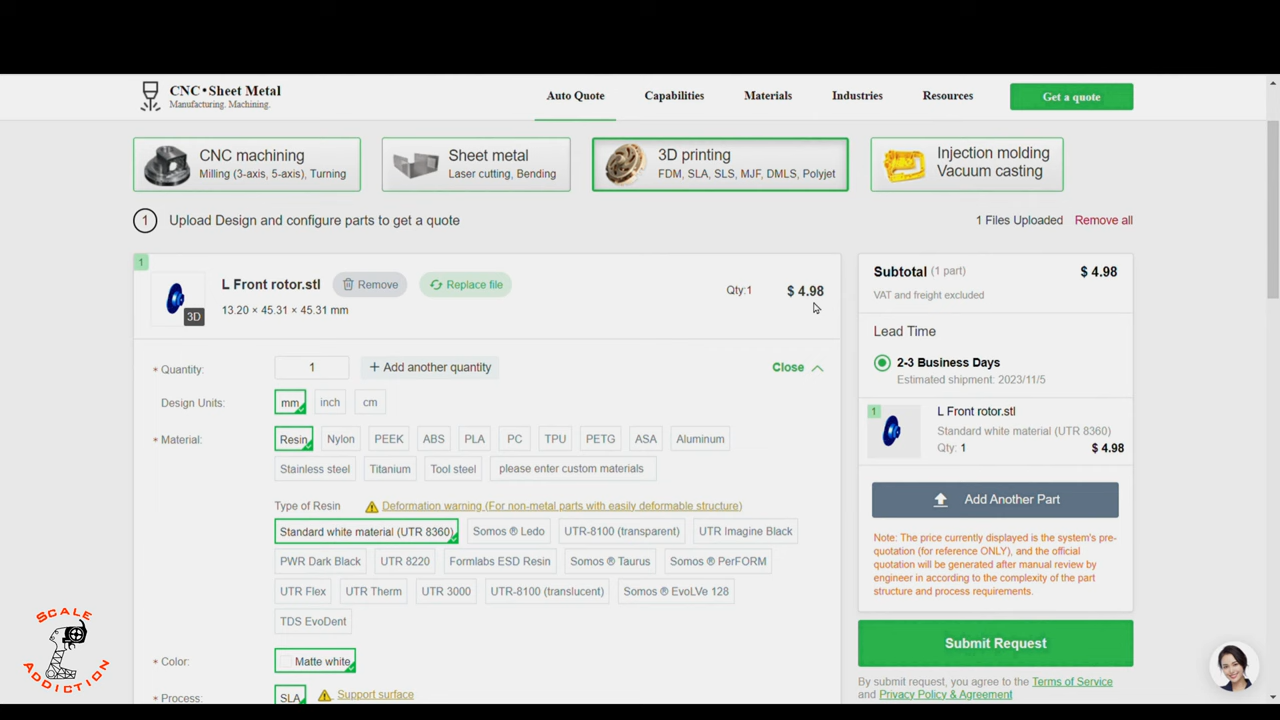 CNC•Sheet Metal
Manufacturing. Machining.
Auto Quote
Capabilities
Materials
Industries
Resources
Get a quote
CNC machining
Milling (3-axis, 5-axis), Turning
Sheet metal
Laser cutting, Bending
3D printing
FDM, SLA, SLS, MJF, DMLS, Polyjet
Injection molding
Vacuum casting
1 Upload Design and configure parts to get a quote
1 Files Uploaded Remove all
1
L Front rotor.stl
Remove
Replace file
3D
13.20 × 45.31 × 45.31 mm
Qty:1 $ 4.98
* Quantity: 1 + Add another quantity
Close
Design Units: mm inch cm
* Material: Resin Nylon PEEK ABS PLA PC TPU PETG ASA Aluminum
Stainless steel Titanium Tool steel please enter custom materials
Type of Resin Deformation warning (For non-metal parts with easily deformable structure)
Standard white material (UTR 8360) Somos ® Ledo UTR-8100 (transparent) UTR Imagine Black
PWR Dark Black UTR 8220 Formlabs ESD Resin Somos ® Taurus Somos ® PerFORM
UTR Flex UTR Therm UTR 3000 UTR-8100 (translucent) Somos ® EvoLVe 128
TDS EvoDent
* Color: Matte white
* Process: SLA Support surface
Subtotal (1 part) $ 4.98
VAT and freight excluded
Lead Time
2-3 Business Days
Estimated shipment: 2023/11/5
1
L Front rotor.stl
Standard white material (UTR 8360)
Qty: 1 $ 4.98
Add Another Part
Note: The price currently displayed is the system's pre-
quotation (for reference ONLY), and the official
quotation will be generated after manual review by
engineer in according to the complexity of the part
structure and process requirements.
Submit Request
By submit request, you agree to the Terms of Service
and Privacy Policy & Agreement
SCALE
ADDICTION